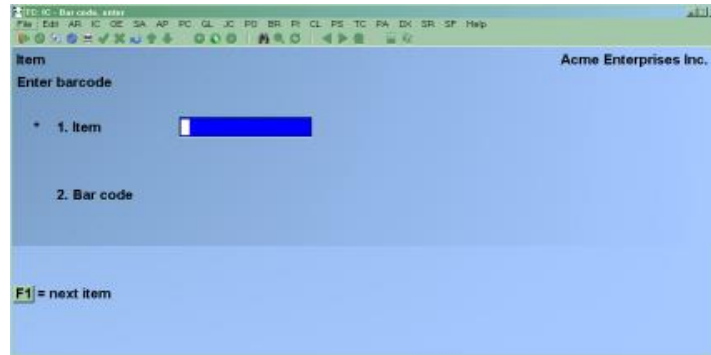 TC: IC - Bar code, enter
File Edit AR IC OE SA AP PC GL JC PO BR PI CL PS TC PA EX SR SF Help
Item Acme Enterprises Inc.
Enter barcode
* 1. Item
2. Bar code
F1 = next item